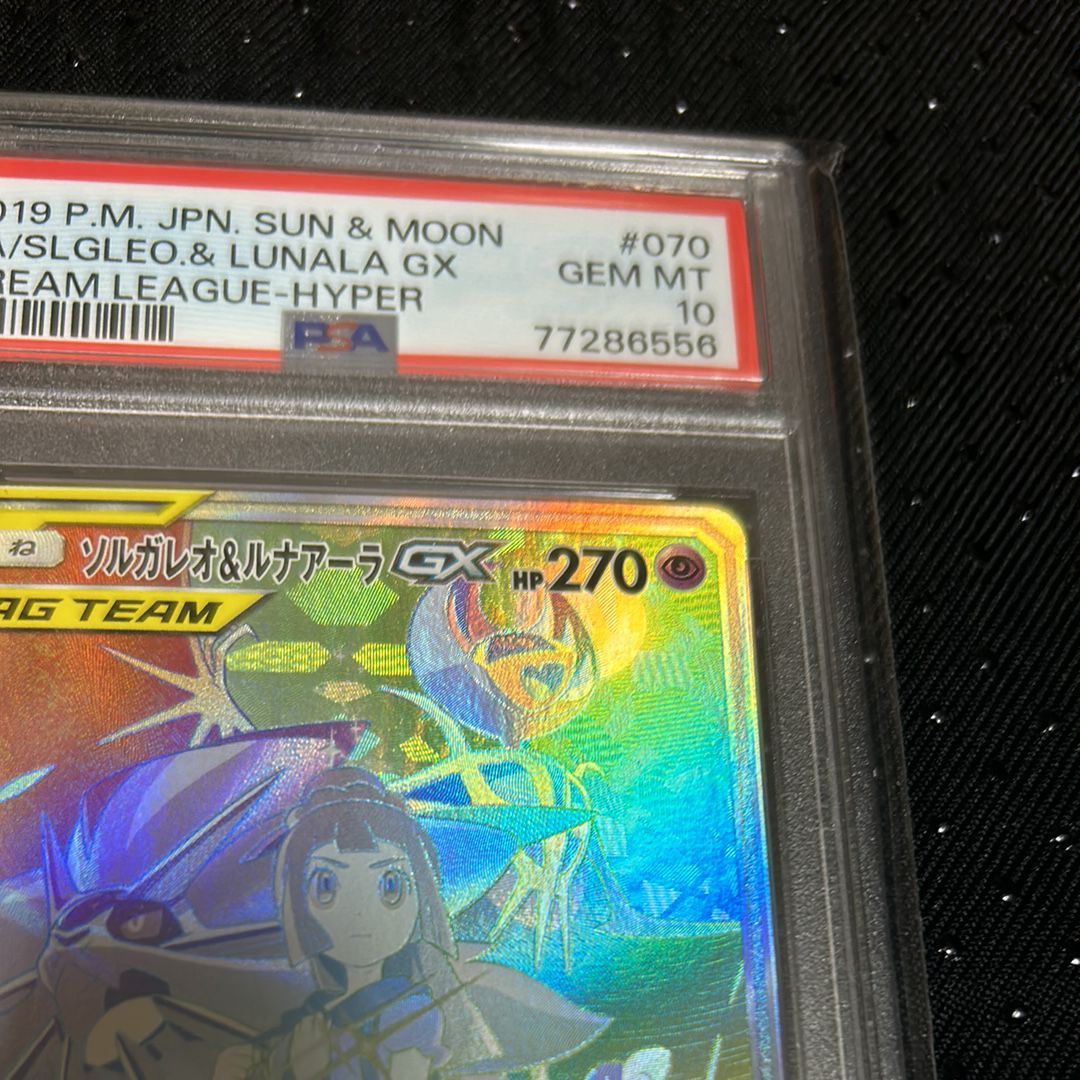 019 P.M. JPN. SUN & MOON #070
A/SLGLEO.& LUNALA GX GEM MT
REAM LEAGUE-HYPER 10
PSA 77286556
ね ソルガレオ&ルナアーラ GX HP 270
AG TEAM